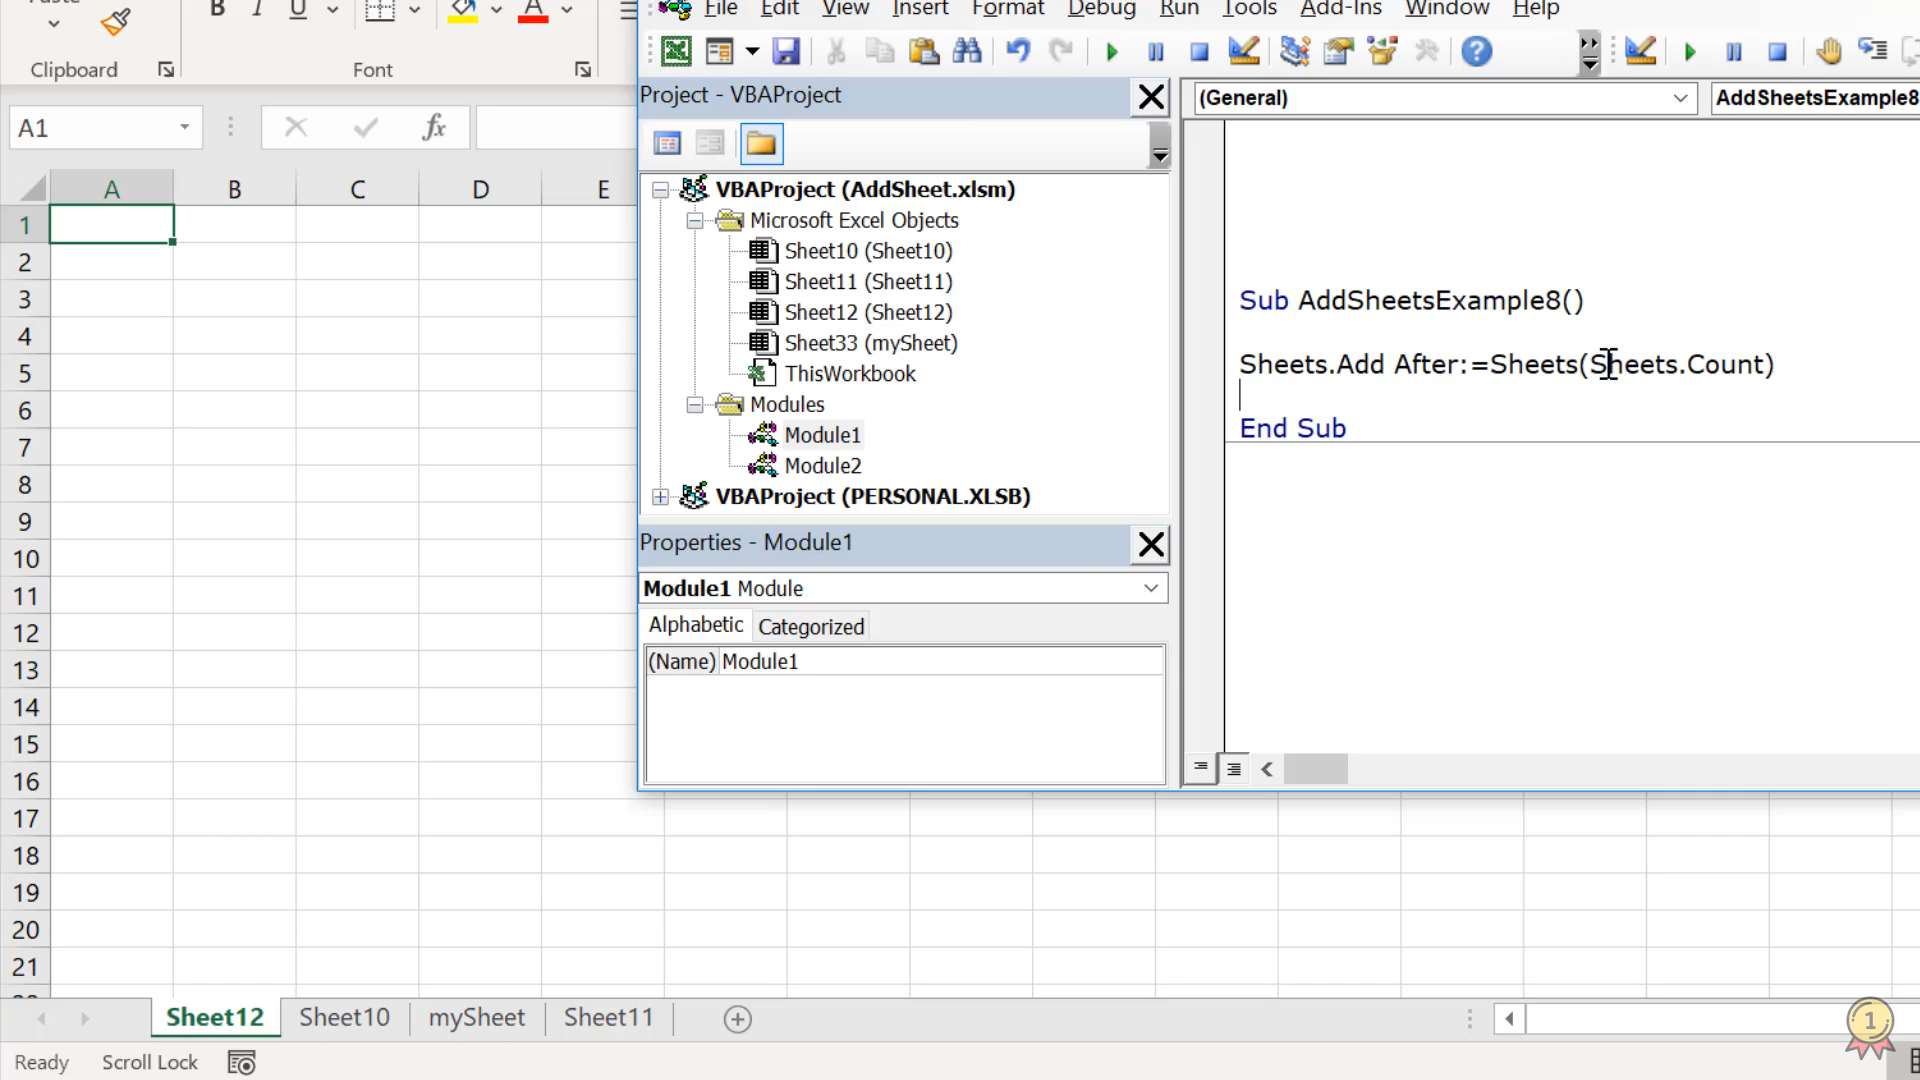 File Edit View Insert Format Debug Run Tools Add-Ins Window Help
B I U A
Clipboard
Font
Project - VBAProject
(General)
AddSheetsExample8
A1
fx
A B C D E
VBAProject (AddSheet.xlsm)
Microsoft Excel Objects
Sheet10 (Sheet10)
Sheet11 (Sheet11)
Sheet12 (Sheet12)
Sheet33 (mySheet)
ThisWorkbook
Modules
Module1
Module2
VBAProject (PERSONAL.XLSB)
Sub AddSheetsExample8()
Sheets.Add After:=Sheets(Sheets.Count)
End Sub
Properties - Module1
Module1 Module
Alphabetic Categorized
(Name) Module1
1
2
3
4
5
6
7
8
9
10
11
12
13
14
15
16
17
18
19
20
21
Sheet12 Sheet10 mySheet Sheet11
1
Ready Scroll Lock